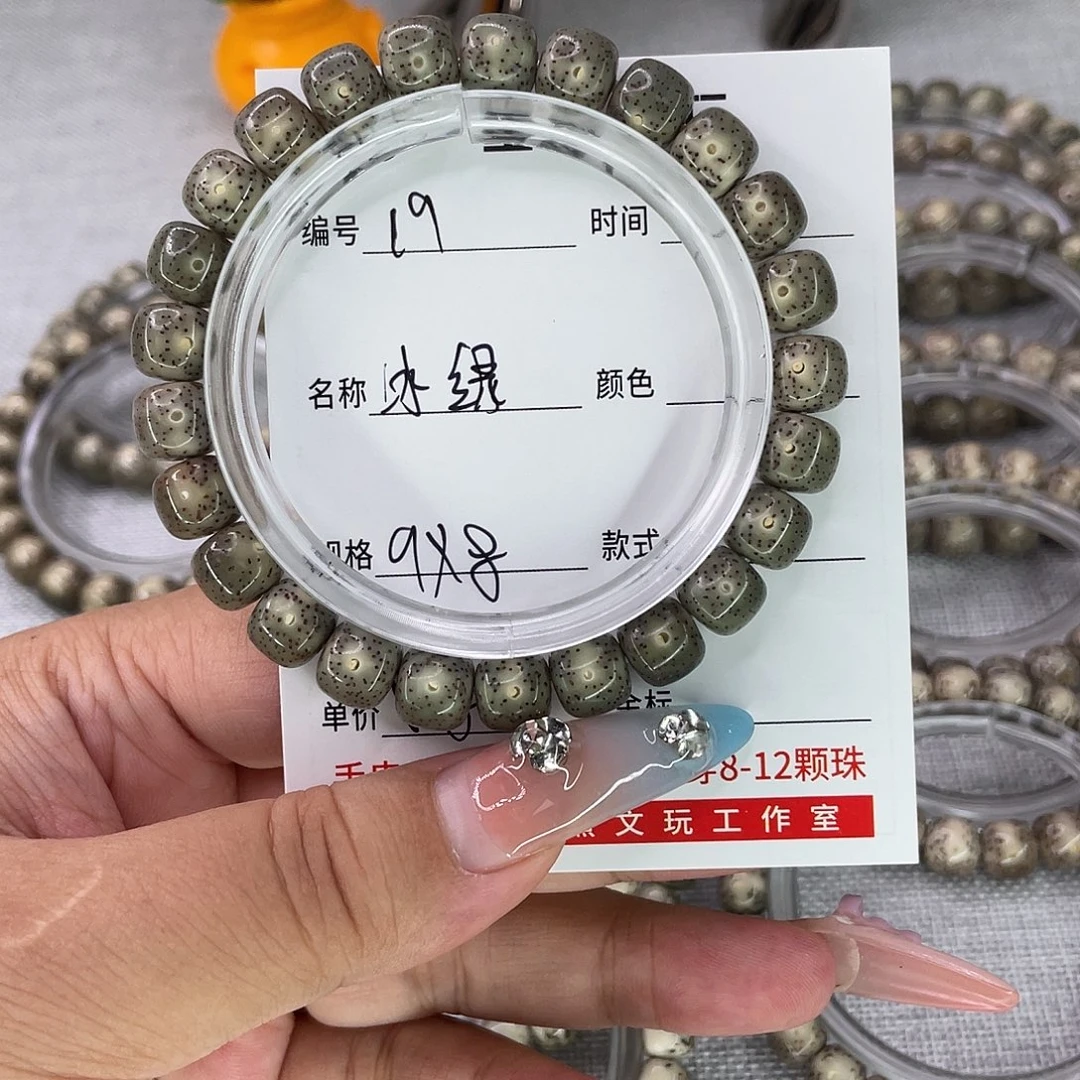 编号 19 时间
名称 冰绿 颜色
规格 9X8 款式
单价
8-12颗珠
文玩工作室